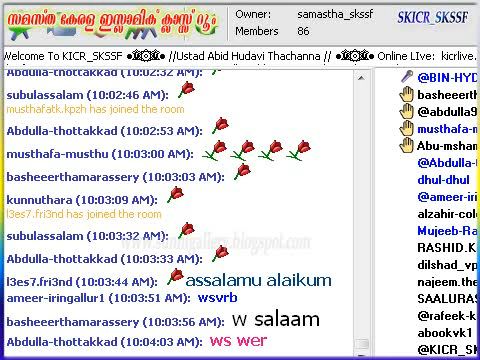 സമസ്ത കേരള ഇസ്ലാമിക് ക്ലാസ്സ് റൂം
Owner: samastha_skssf
Members 86
SKICR_SKSSF
Welcome To KICR_SKSSF //Ustad Abid Hudavi Thachanna // Online LIve: kicrlive.
Abdulla-thottakkad (10:02:32 AM):
subulassalam (10:02:46 AM):
musthafatk.kpzh has joined the room
Abdulla-thottakkad (10:02:53 AM):
musthafa-musthu (10:03:00 AM):
basheeerthamarassery (10:03:03 AM):
kunnuthara (10:03:09 AM):
l3es7.fri3nd has joined the room
subulassalam (10:03:32 AM):
Abdulla-thottakkad (10:03:33 AM):
l3es7.fri3nd (10:03:44 AM): assalamu alaikum
ameer-iringallur1 (10:03:51 AM): wsvrb
basheeerthamarassery (10:03:56 AM): w salaam
Abdulla-thottakkad (10:04:03 AM): ws wer
@BIN-HYD
basheeerth
@abdulla9
musthafa-m
Abu-msham
@Abdulla-t
dhul-dhul
@ameer-iri
alzahir-colo
Mujeeb-Ra
RASHID.K
dilshad_vp
najeem.the
SAALURAS
@rafeek-k
abookvk1
@farook-k